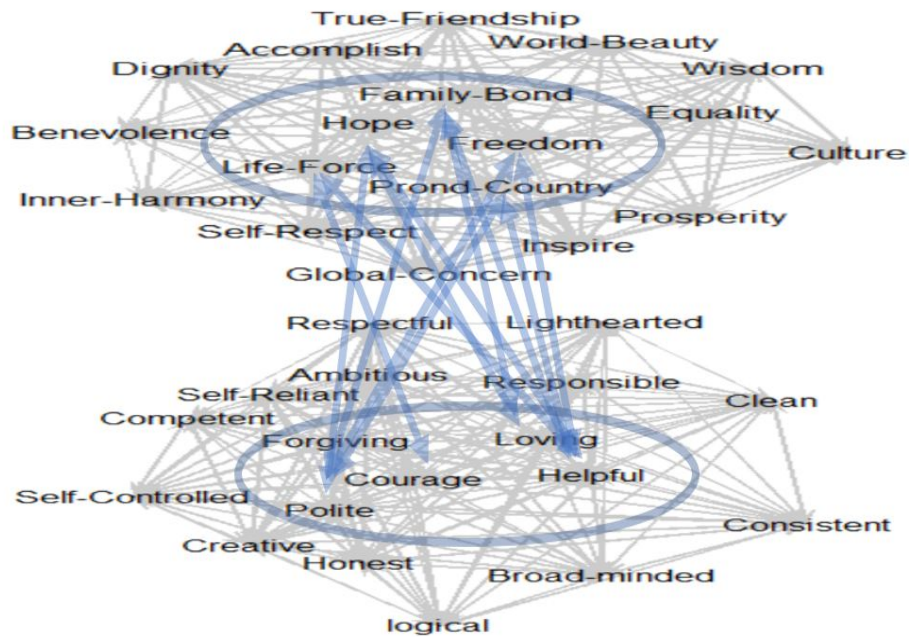 True-Friendship
Accomplish
World-Beauty
Dignity
Wisdom
Family-Bond
Hope
Equality
Benevolence
Freedom
Culture
Life-Force
Prond-Country
Inner-Harmony
Prosperity
Self-Respect
Inspire
Global-Concern
Respectful
Lighthearted
Ambitious
Responsible
Self-Reliant
Clean
Competent
Forgiving
Loving
Courage
Helpful
Self-Controlled
Polite
Consistent
Creative
Honest
Broad-minded
logical